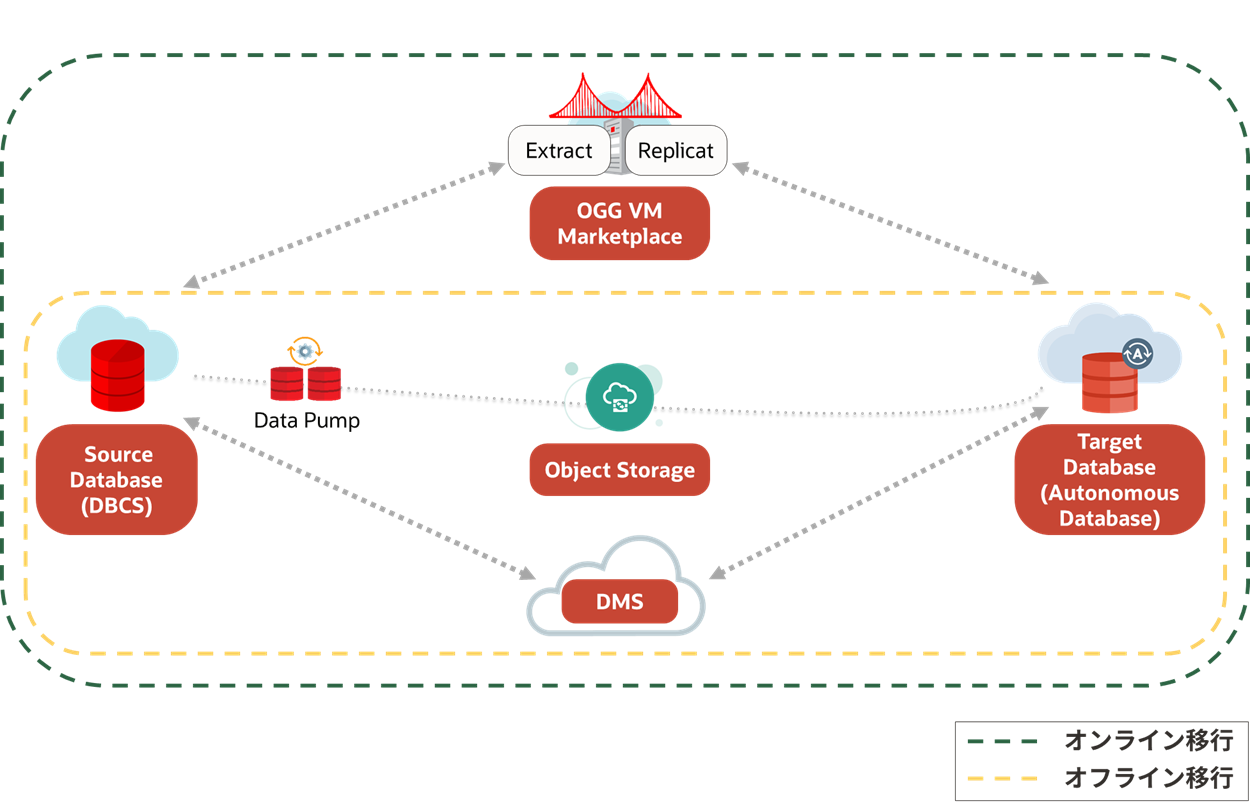 Extract
Replicat
OGG VM
Marketplace
A
Data Pump
Source
Database
(DBCS)
Object Storage
Target
Database
(Autonomous
Database)
DMS
オンライン移行
オフライン移行